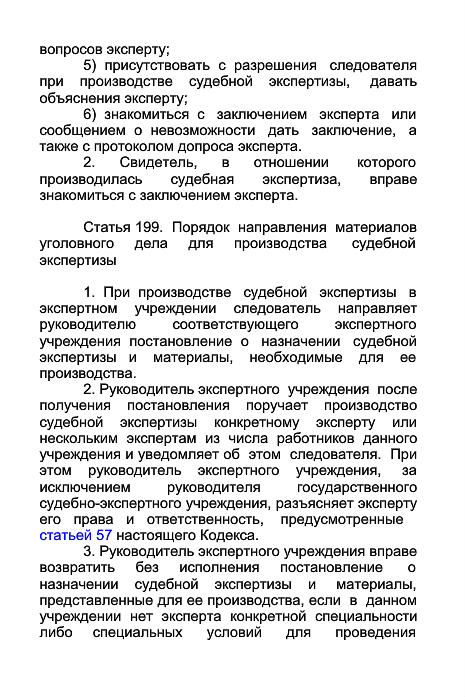 вопросов эксперту;
5) присутствовать с разрешения следователя
при производстве судебной экспертизы, давать
объяснения эксперту;
6) знакомиться с заключением эксперта или
сообщением о невозможности дать заключение, а
также с протоколом допроса эксперта.
2. Свидетель, в отношении которого
производилась судебная экспертиза, вправе
знакомиться с заключением эксперта.
Статья 199. Порядок направления материалов
уголовного дела для производства судебной
экспертизы
1. При производстве судебной экспертизы в
экспертном учреждении следователь направляет
руководителю соответствующего экспертного
учреждения постановление о назначении судебной
экспертизы и материалы, необходимые для ее
производства.
2. Руководитель экспертного учреждения после
получения постановления поручает производство
судебной экспертизы конкретному эксперту или
нескольким экспертам из числа работников данного
учреждения и уведомляет об этом следователя. При
этом руководитель экспертного учреждения, за
исключением руководителя государственного
судебно-экспертного учреждения, разъясняет эксперту
его права и ответственность, предусмотренные
статьей 57 настоящего Кодекса.
3. Руководитель экспертного учреждения вправе
возвратить без исполнения постановление о
назначении судебной экспертизы и материалы,
представленные для ее производства, если в данном
учреждении нет эксперта конкретной специальности
либо специальных условий для проведения